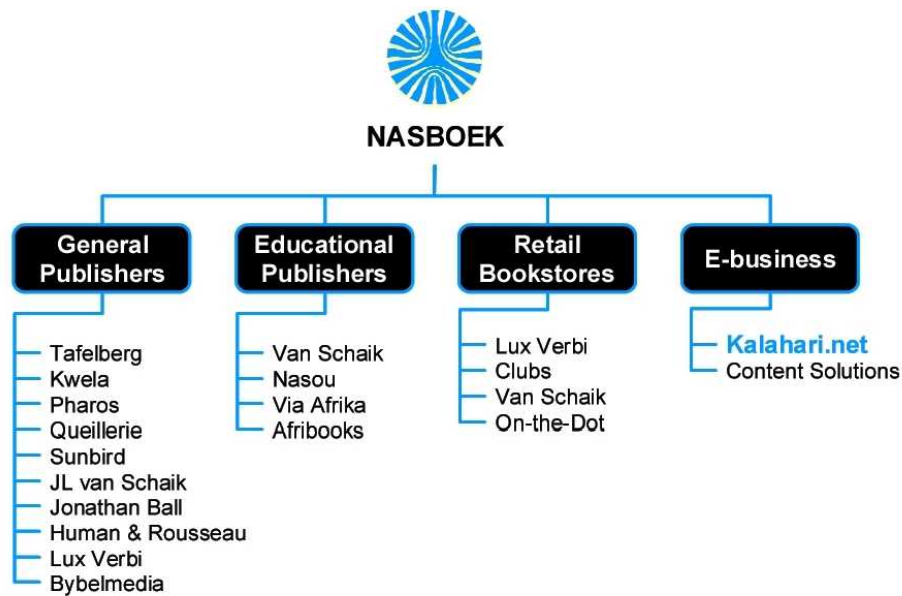 NASBOEK
General
Publishers
Tafelberg
Kwela
Pharos
Queillerie
Sunbird
JL van Schaik
Jonathan Ball
Human & Rousseau
Lux Verbi
Bybelmedia
Educational
Publishers
Van Schaik
Nasou
Via Afrika
Afribooks
Retail
Bookstores
Lux Verbi
Clubs
Van Schaik
On-the-Dot
E-business
Kalahari.net
Content Solutions